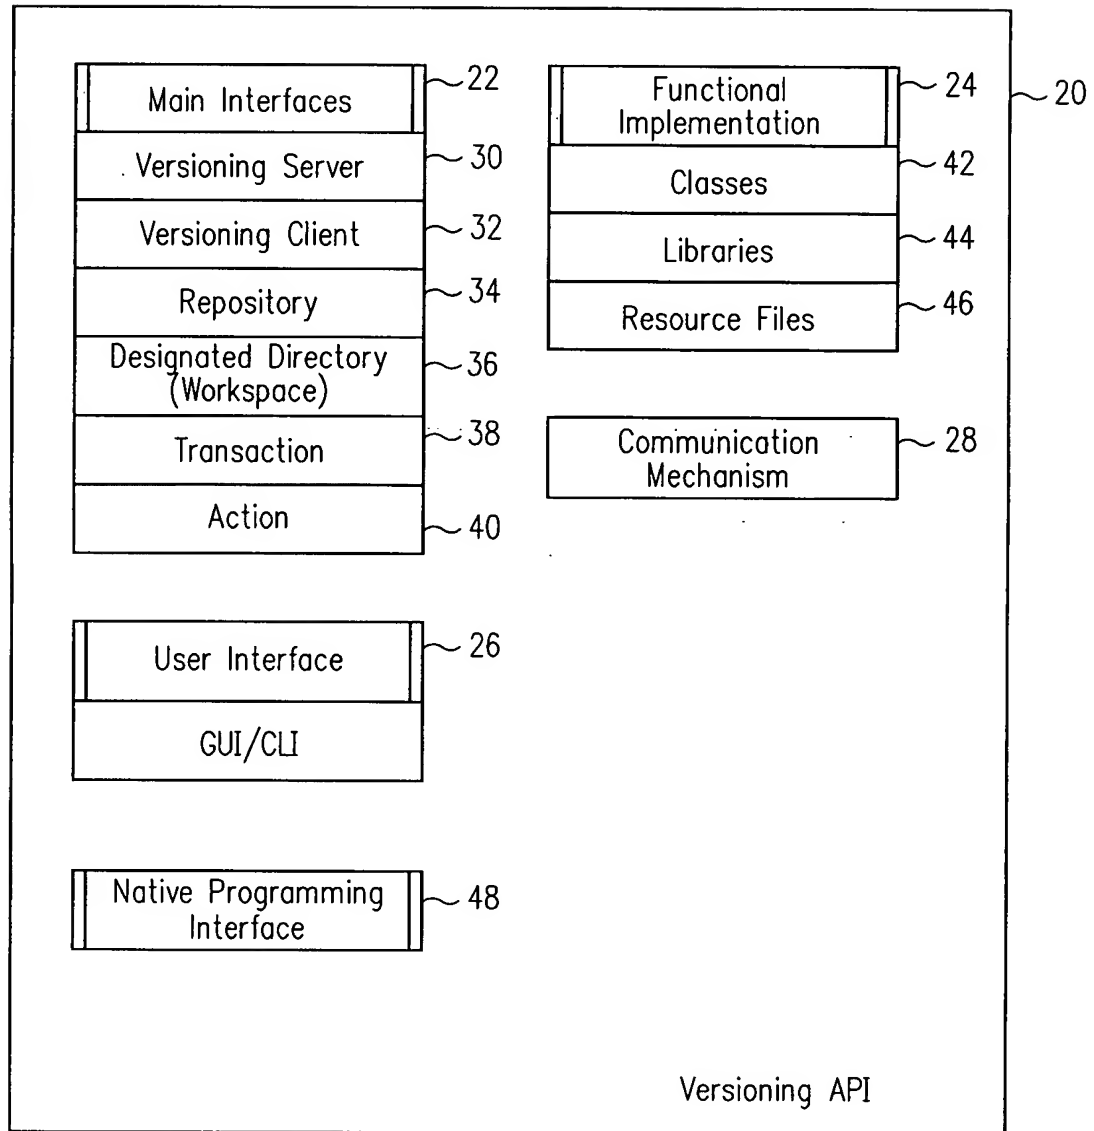 Main Interfaces
22
Versioning Server
30
Versioning Client
32
Repository
34
Designated Directory
(Workspace)
36
Transaction
38
Action
40
Functional
Implementation
24
20
Classes
42
Libraries
44
Resource Files
46
Communication
Mechanism
28
User Interface
26
GUI/CLI
Native Programming
Interface
48
Versioning API